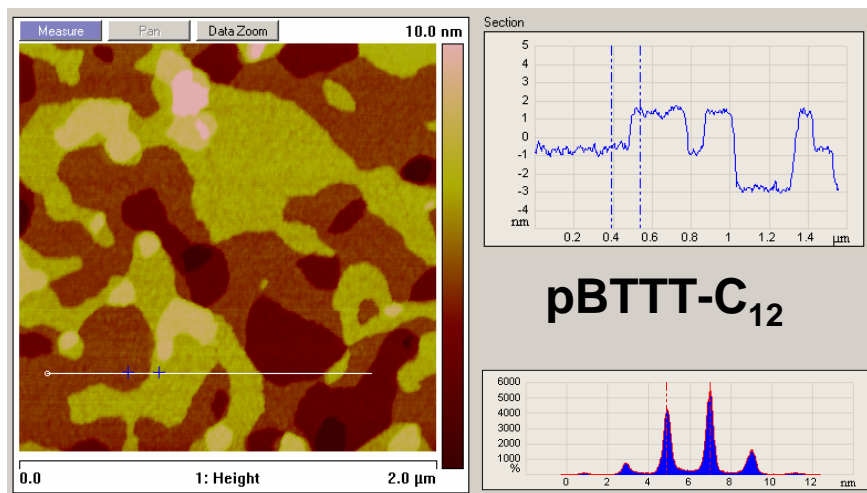 Measure Pan Data Zoom 10.0 nm
0.0 1: Height 2.0 µm
Section
5
4
3
2
1
0
-1
-2
-3
-4
nm
0.2 0.4 0.6 0.8 1 1.2 1.4 µm
pBTTT-C12
6000
5000
4000
3000
2000
1000
%
0 2 4 6 8 10 12 nm